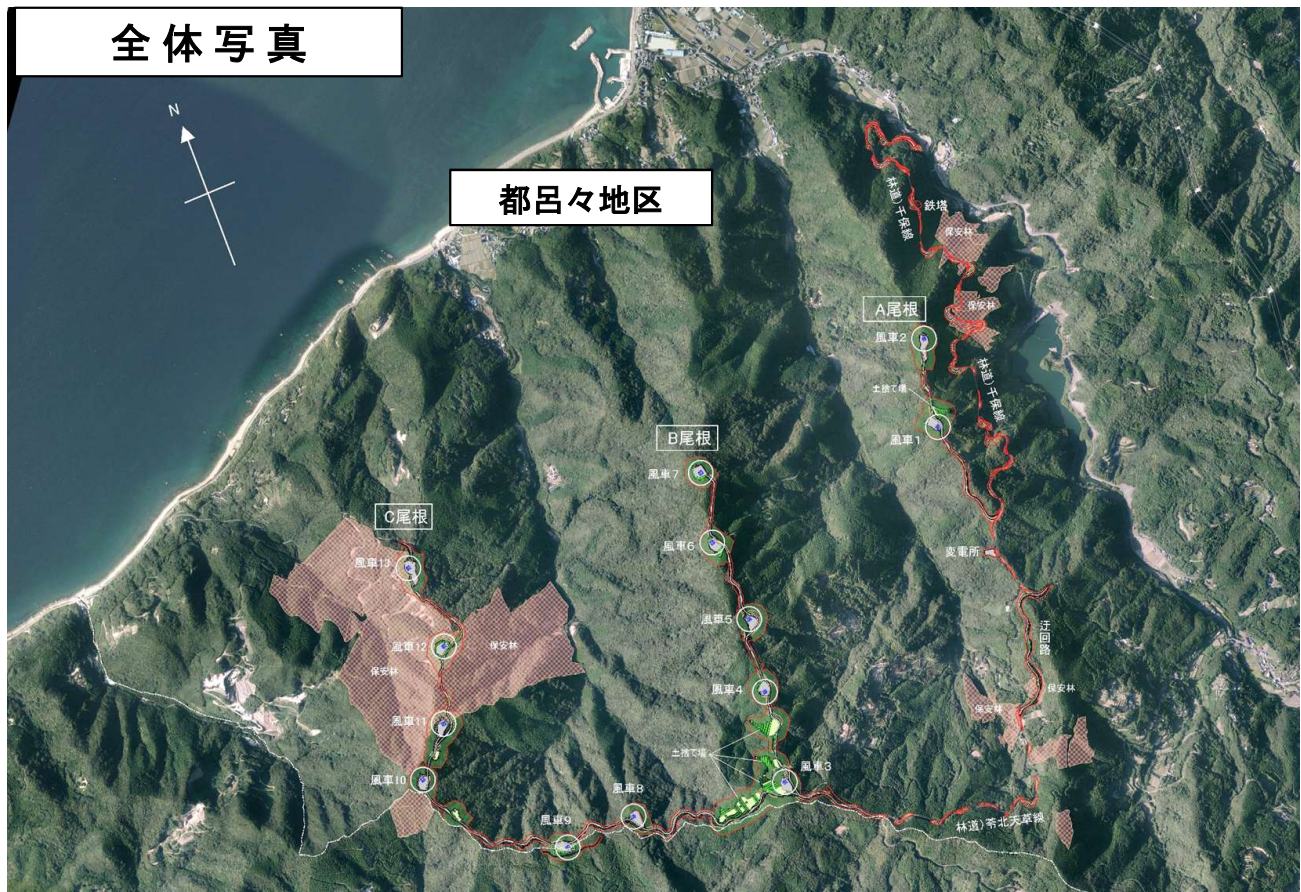 全体写真
N
都呂々地区
林道)千保線
鉄塔
保安林
保安林
A尾根
風車2
林道)千保線
土捨て場
風車1
B尾根
風車7
C尾根
風車6
変電所
風車13
風車5
迂回路
風車12
保安林
保安林
風車4
保安林
保安林
風車11
土捨て場
風車3
風車10
風車8
風車9
林道)苓北天草線